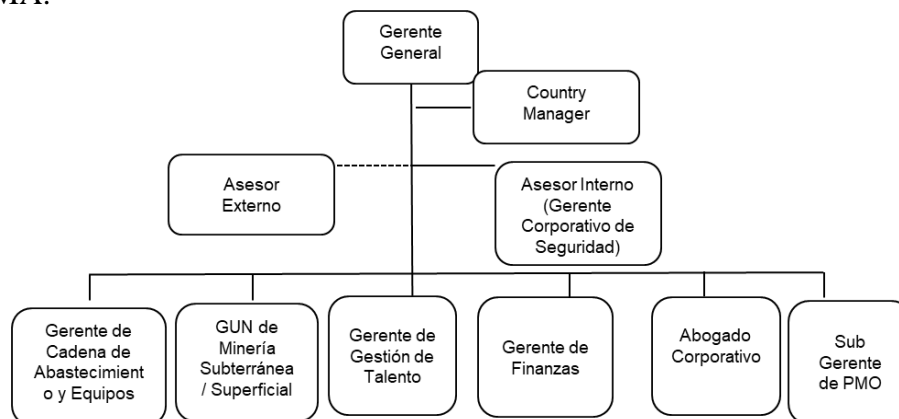 MA:
Gerente
General
Country
Manager
Asesor
Externo
Asesor Interno
(Gerente
Corporativo de
Seguridad)
Gerente de
Cadena de
Abastecimient
o y Equipos
GUN de
Minería
Subterránea
/ Superficial
Gerente de
Gestión de
Talento
Gerente de
Finanzas
Abogado
Corporativo
Sub
Gerente
de PMO